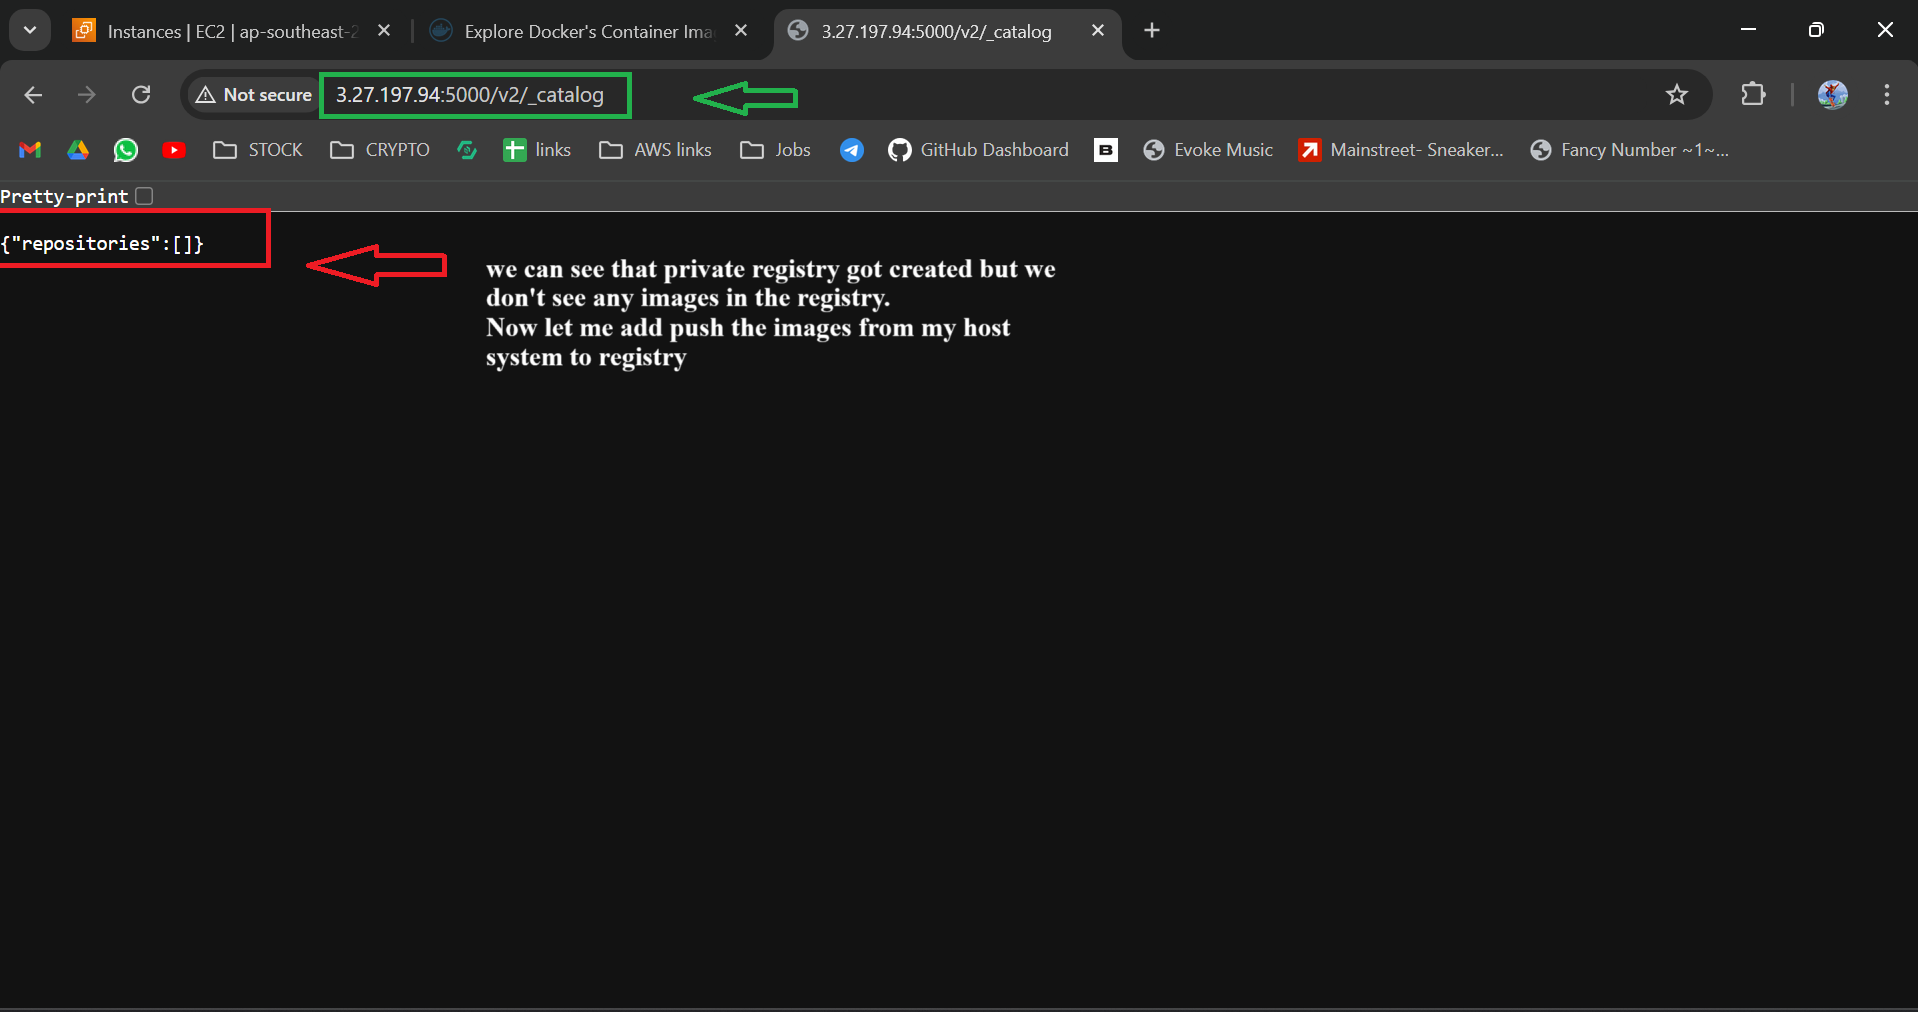 Instances | EC2 | ap-southeast-2
Explore Docker's Container Ima
3.27.197.94:5000/v2/_catalog
Not secure
3.27.197.94:5000/v2/_catalog
STOCK
CRYPTO
links
AWS links
Jobs
GitHub Dashboard
B
Evoke Music
Mainstreet- Sneaker...
Fancy Number ~1~...
Pretty-print
{"repositories":[]}
we can see that private registry got created but we
don't see any images in the registry.
Now let me add push the images from my host
system to registry